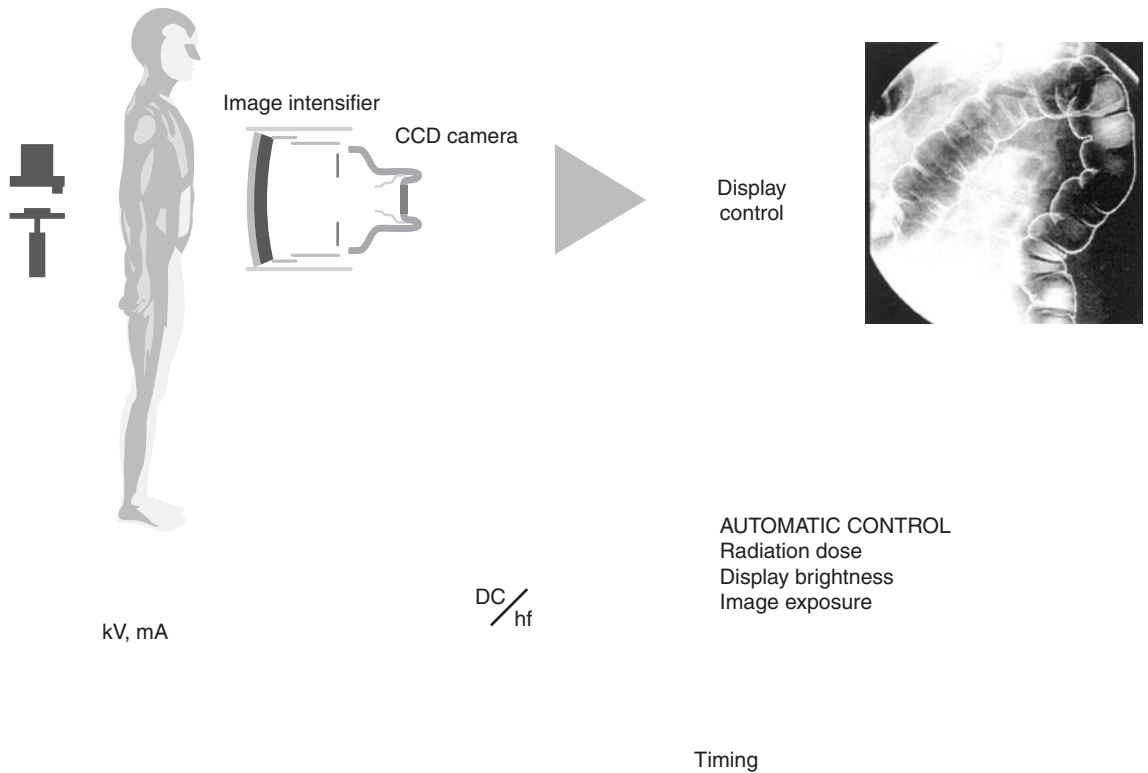 Image intensifier
CCD camera
Display
control
AUTOMATIC CONTROL
Radiation dose
Display brightness
Image exposure
DC/hf
kV, mA
Timing